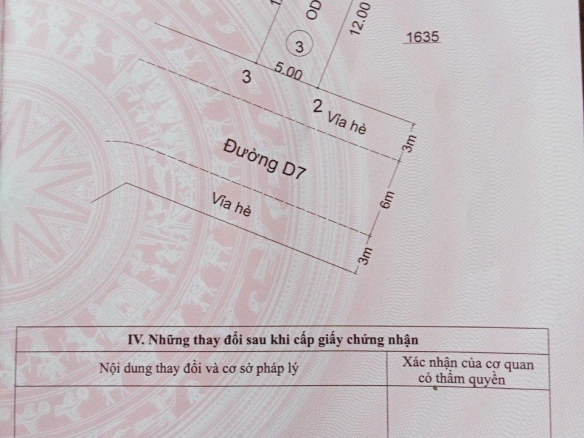 OD
12.00
3
1635
5.00
3
2
Vỉa hè
3m
Đường D7
6m
Vỉa hè
3m
IV. Những thay đổi sau khi cấp giấy chứng nhận
Nội dung thay đổi và cơ sở pháp lý
Xác nhận của cơ quan
có thẩm quyền